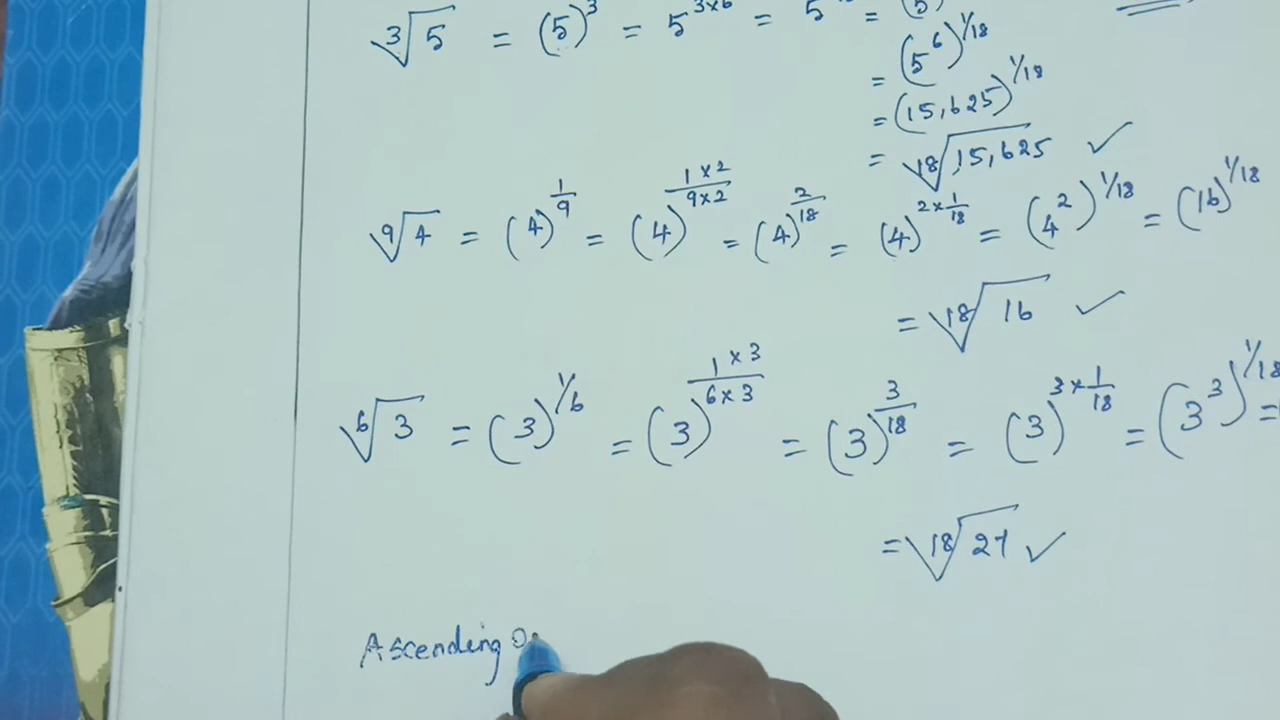 ∛5 = (5)^3 = 5^(3×6 = 5 = (5)
= (5^6)^(1/18)
= (15,625)^(1/18)
= ¹⁸√15,625 ✓
⁹√4 = (4)^(1/9) = (4)^((1×2)/(9×2)) = (4)^(2/18) = (4)^(2×1/18) = (4^2)^(1/18) = (16)^(1/18)
= ¹⁸√16 ✓
⁶√3 = (3)^(1/6) = (3)^((1×3)/(6×3)) = (3)^(3/18) = (3)^(3×1/18) = (3^3)^(1/18) =
= ¹⁸√27 ✓
Ascending